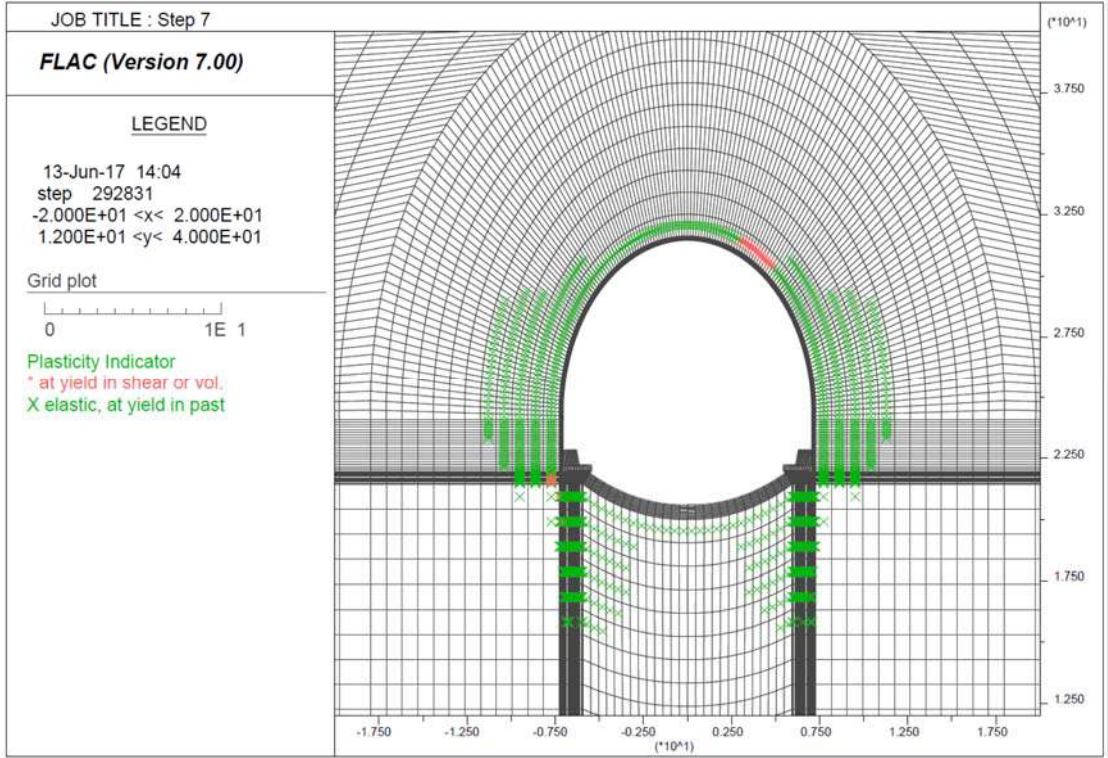 JOB TITLE : Step 7
(*10^1)
FLAC (Version 7.00)
LEGEND
13-Jun-17 14:04
step 292831
-2.000E+01 <x< 2.000E+01
1.200E+01 <y< 4.000E+01
Grid plot
0 1E 1
Plasticity Indicator
* at yield in shear or vol.
X elastic, at yield in past
3.750
3.250
2.750
2.250
1.750
1.250
-1.750 -1.250 -0.750 -0.250 0.250 0.750 1.250 1.750
(*10^1)